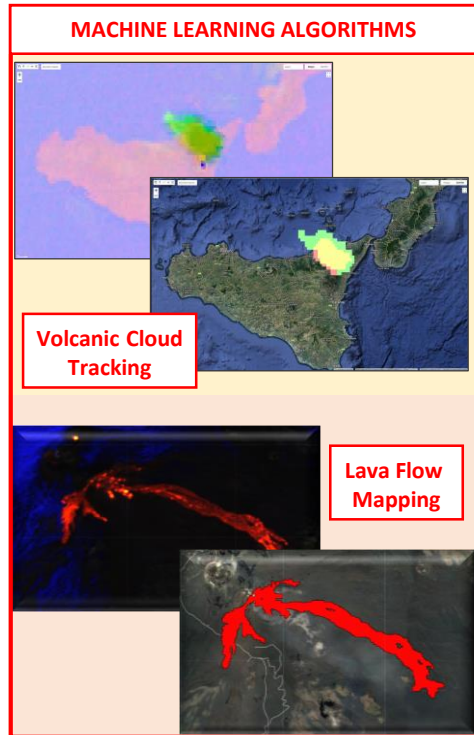 MACHINE LEARNING ALGORITHMS
Volcanic Cloud
Tracking
Lava Flow
Mapping